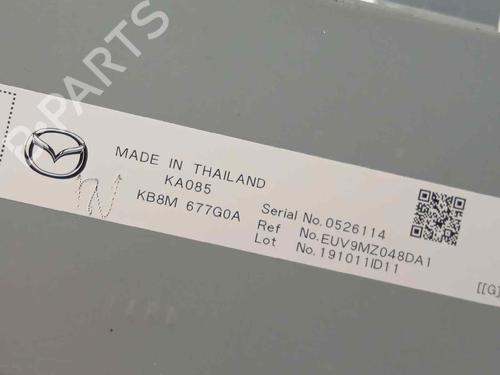 B-PARTS
MADE IN THAILAND
KA085
KB8M 677G0A
Serial No.0526114
Ref No.EUV9MZ048DA1
Lot No.191011ID11
[[G]